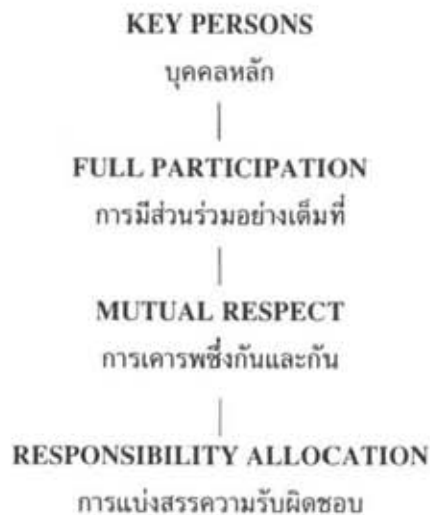 KEY PERSONS
บุคคลหลัก
FULL PARTICIPATION
การมีส่วนร่วมอย่างเต็มที่
MUTUAL RESPECT
การเคารพซึ่งกันและกัน
RESPONSIBILITY ALLOCATION
การแบ่งสรรความรับผิดชอบ